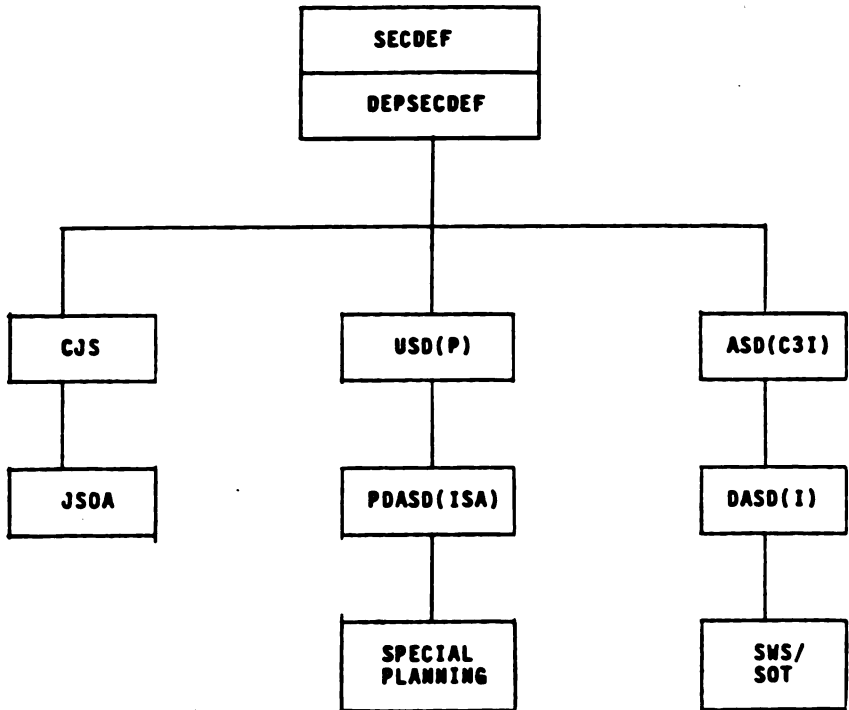 SECDEF
DEPSECDEF
CJS
USD(P)
ASD(C3I)
JSOA
PDASD(ISA)
DASD(I)
SPECIAL
PLANNING
SWS/
SOT